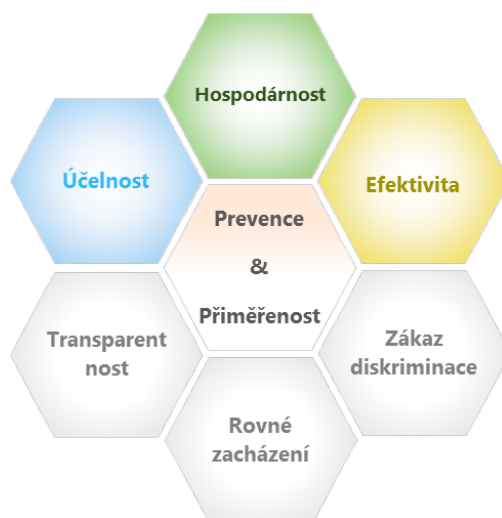 Hospodárnost
Účelnost
Efektivita
Prevence
&
Přiměřenost
Transparent
nost
Zákaz
diskriminace
Rovné
zacházení